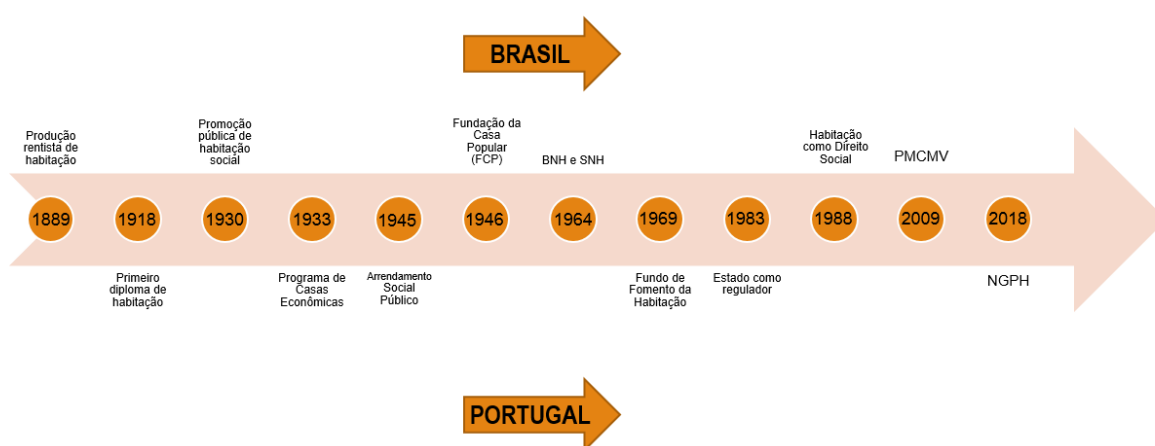 BRASIL
Produção
rentista de
habitação
Promoção
pública de
habitação
social
Fundação da
Casa
Popular
(FCP)
BNH e SNH
Habitação
como Direito
Social
PMCMV
1889
1918
1930
1933
1945
1946
1964
1969
1983
1988
2009
2018
Primeiro
diploma de
habitação
Programa de
Casas
Econômicas
Arrendamento
Social
Público
Fundo de
Fomento da
Habitação
Estado como
regulador
NGPH
PORTUGAL